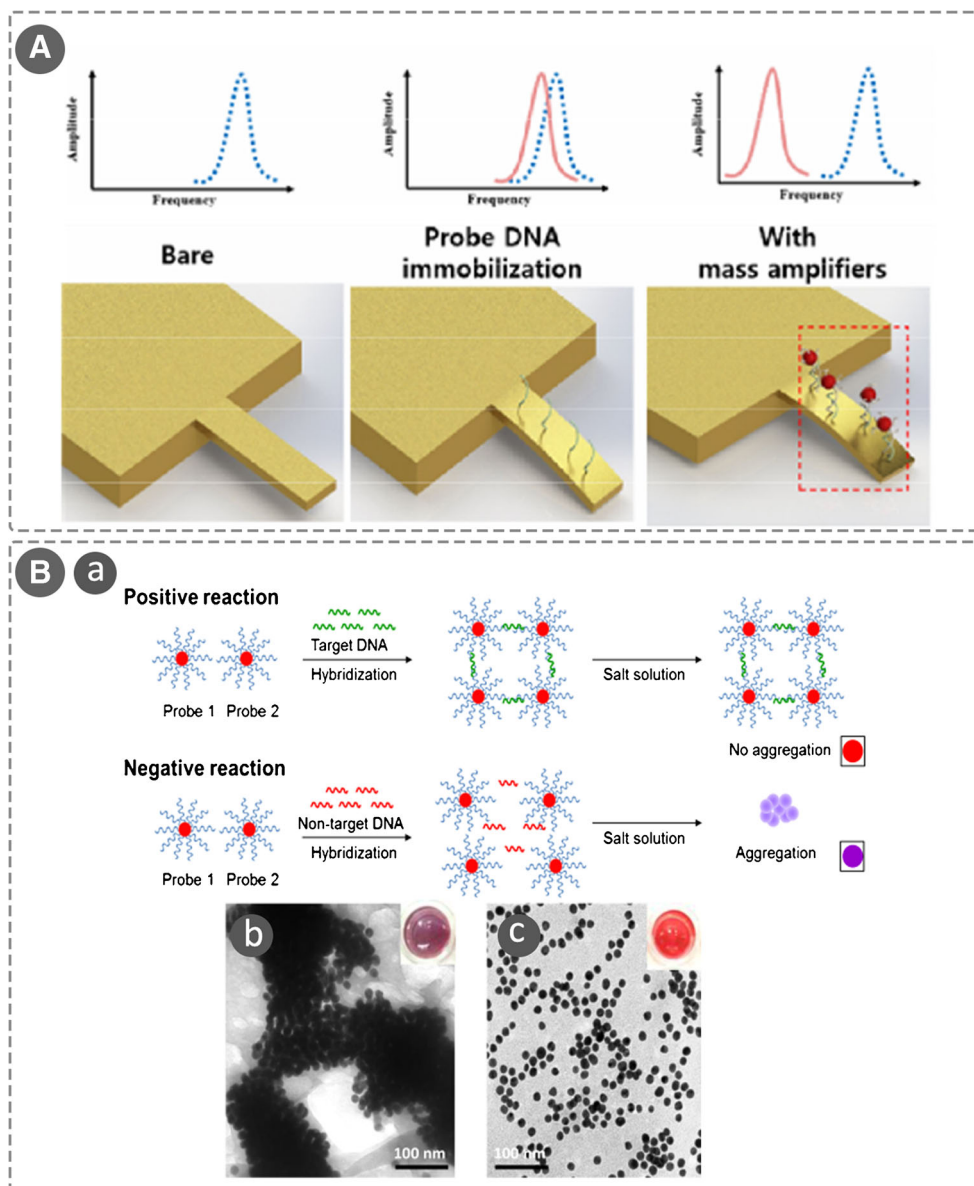 A
Amplitude
Frequency
Amplitude
Frequency
Amplitude
Frequency
Bare
Probe DNA
immobilization
With
mass amplifiers
B a
Positive reaction
Target DNA
Hybridization
Salt solution
Probe 1 Probe 2
No aggregation
Negative reaction
Non-target DNA
Hybridization
Salt solution
Aggregation
Probe 1 Probe 2
b
100 nm
c
100 nm